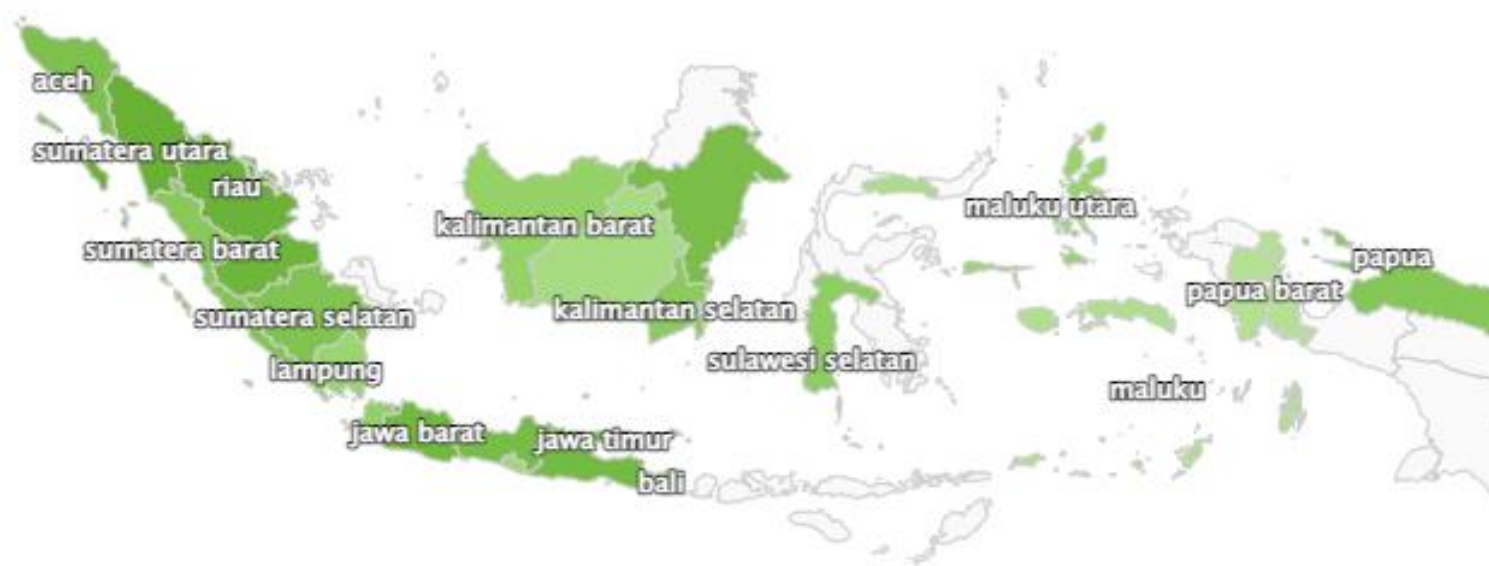 aceh
sumatera utara
riau
sumatera barat
sumatera selatan
lampung
jawa barat
jawa timur
bali
kalimantan barat
kalimantan selatan
sulawesi selatan
maluku utara
maluku
papua barat
papua